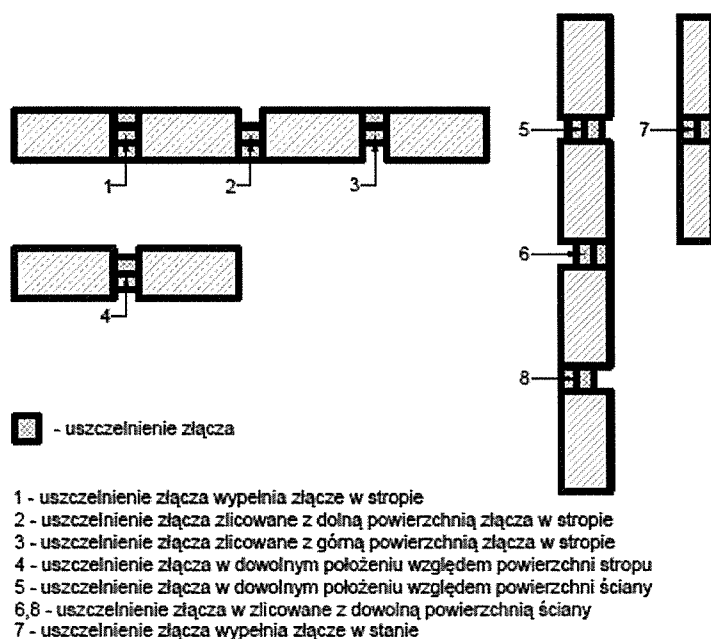 1
2
3
4
5
6
8
7
- uszczelnienie złącza
1 - uszczelnienie złącza wypełnia złącze w stropie
2 - uszczelnienie złącza zlicowane z dolną powierzchnią złącza w stropie
3 - uszczelnienie złącza zlicowane z górną powierzchnią złącza w stropie
4 - uszczelnienie złącza w dowolnym położeniu względem powierzchni stropu
5 - uszczelnienie złącza w dowolnym położeniu względem powierzchni ściany
6,8 - uszczelnienie złącza w zlicowane z dowolną powierzchnią ściany
7 - uszczelnienie złącza wypełnia złącze w stanie